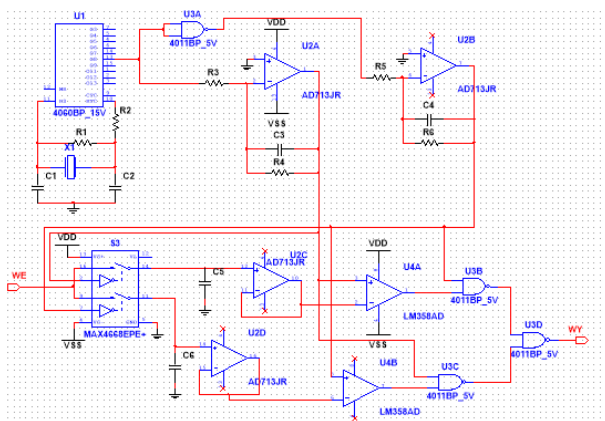 U1
U3A
VDD
U2A
U2B
4011BP_5V
R3
R5
AD713JR
AD713JR
4060BP_15V
R2
VSS
C4
R1
C3
R6
X1
R4
C1
C2
VDD
S3
WE
U2C
AD713JR
VDD
C5
U4A
U3B
4011BP_5V
VSS
MAX4668EPE+
U2D
LM358AD
U3D
WY
VSS
U4B
U3C
4011BP_5V
C6
AD713JR
4011BP_5V
LM358AD